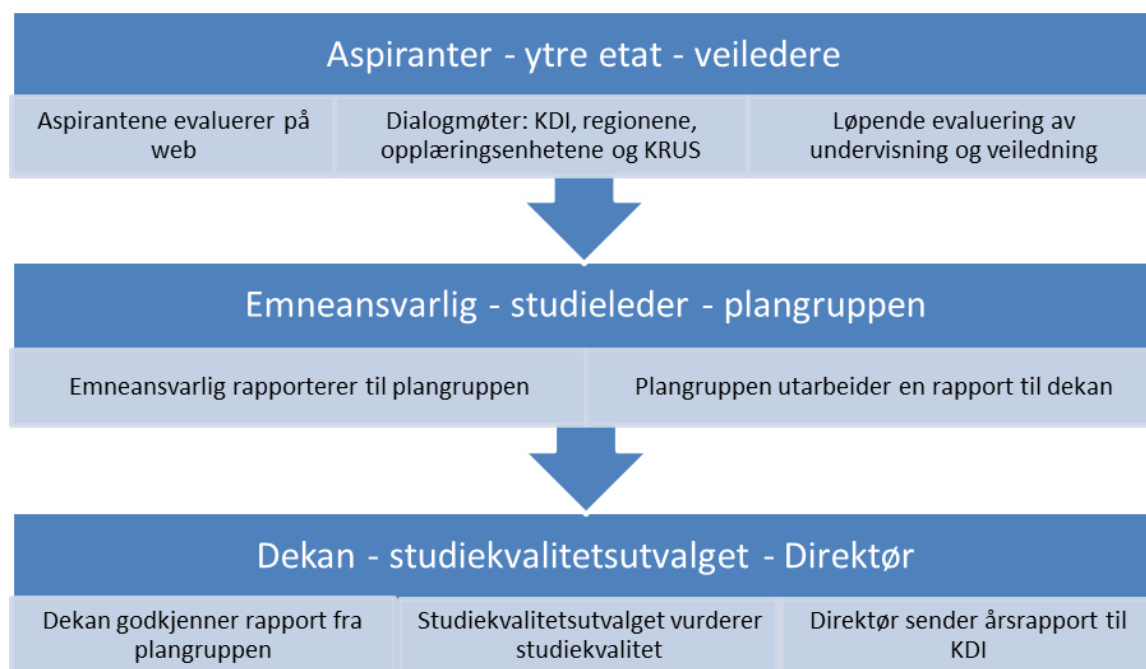 Aspiranter - ytre etat - veiledere
Aspirantene evaluerer på
web
Dialogmøter: KDI, regionene,
opplæringsenhetene og KRUS
Løpende evaluering av
undervisning og veiledning
Emneansvarlig - studieleder - plangruppen
Emneansvarlig rapporterer til plangruppen
Plangruppen utarbeider en rapport til dekan
Dekan - studiekvalitetsutvalget - Direktør
Dekan godkjenner rapport fra
plangruppen
Studiekvalitetsutvalget vurderer
studiekvalitet
Direktør sender årsrapport til
KDI